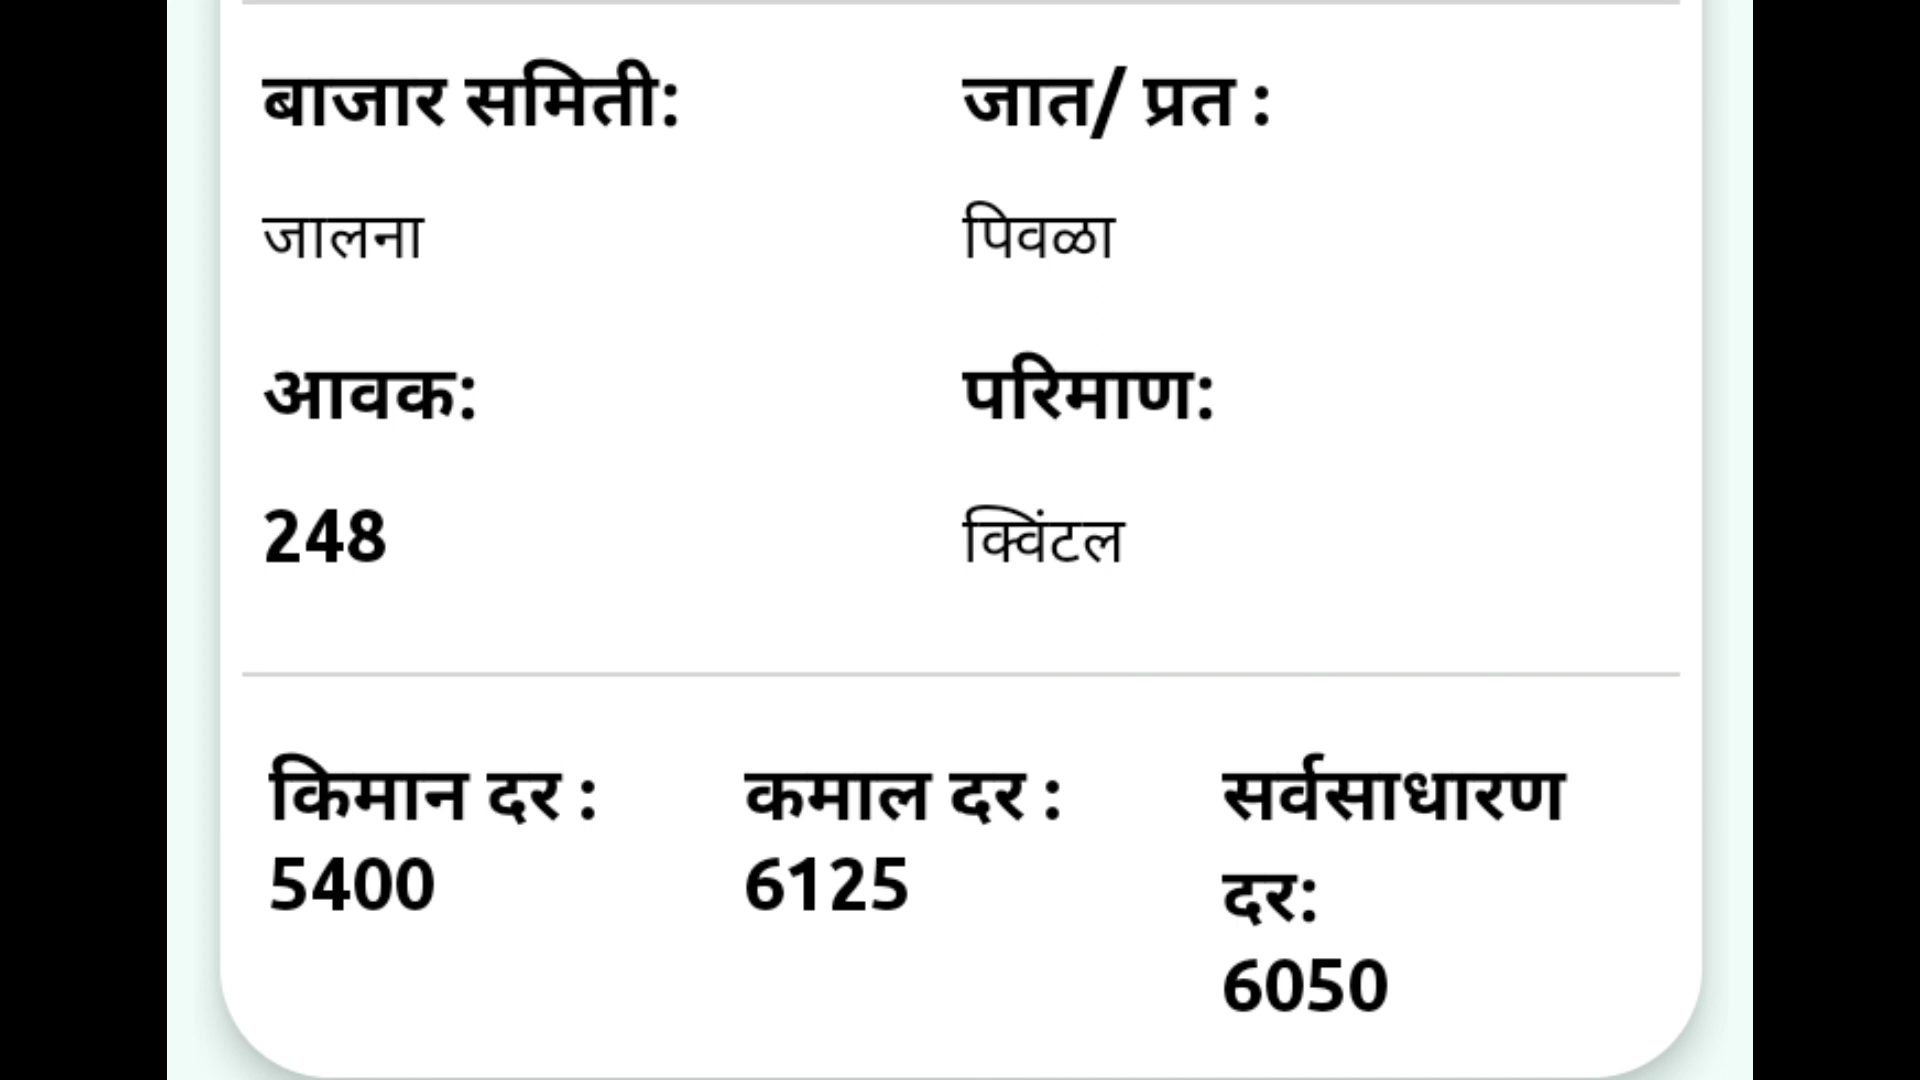 बाजार समिती:
जात/ प्रत :
जालना
पिवळा
आवक:
परिमाण:
248
क्विंटल
किमान दर :
5400
कमाल दर :
6125
सर्वसाधारण
दर:
6050